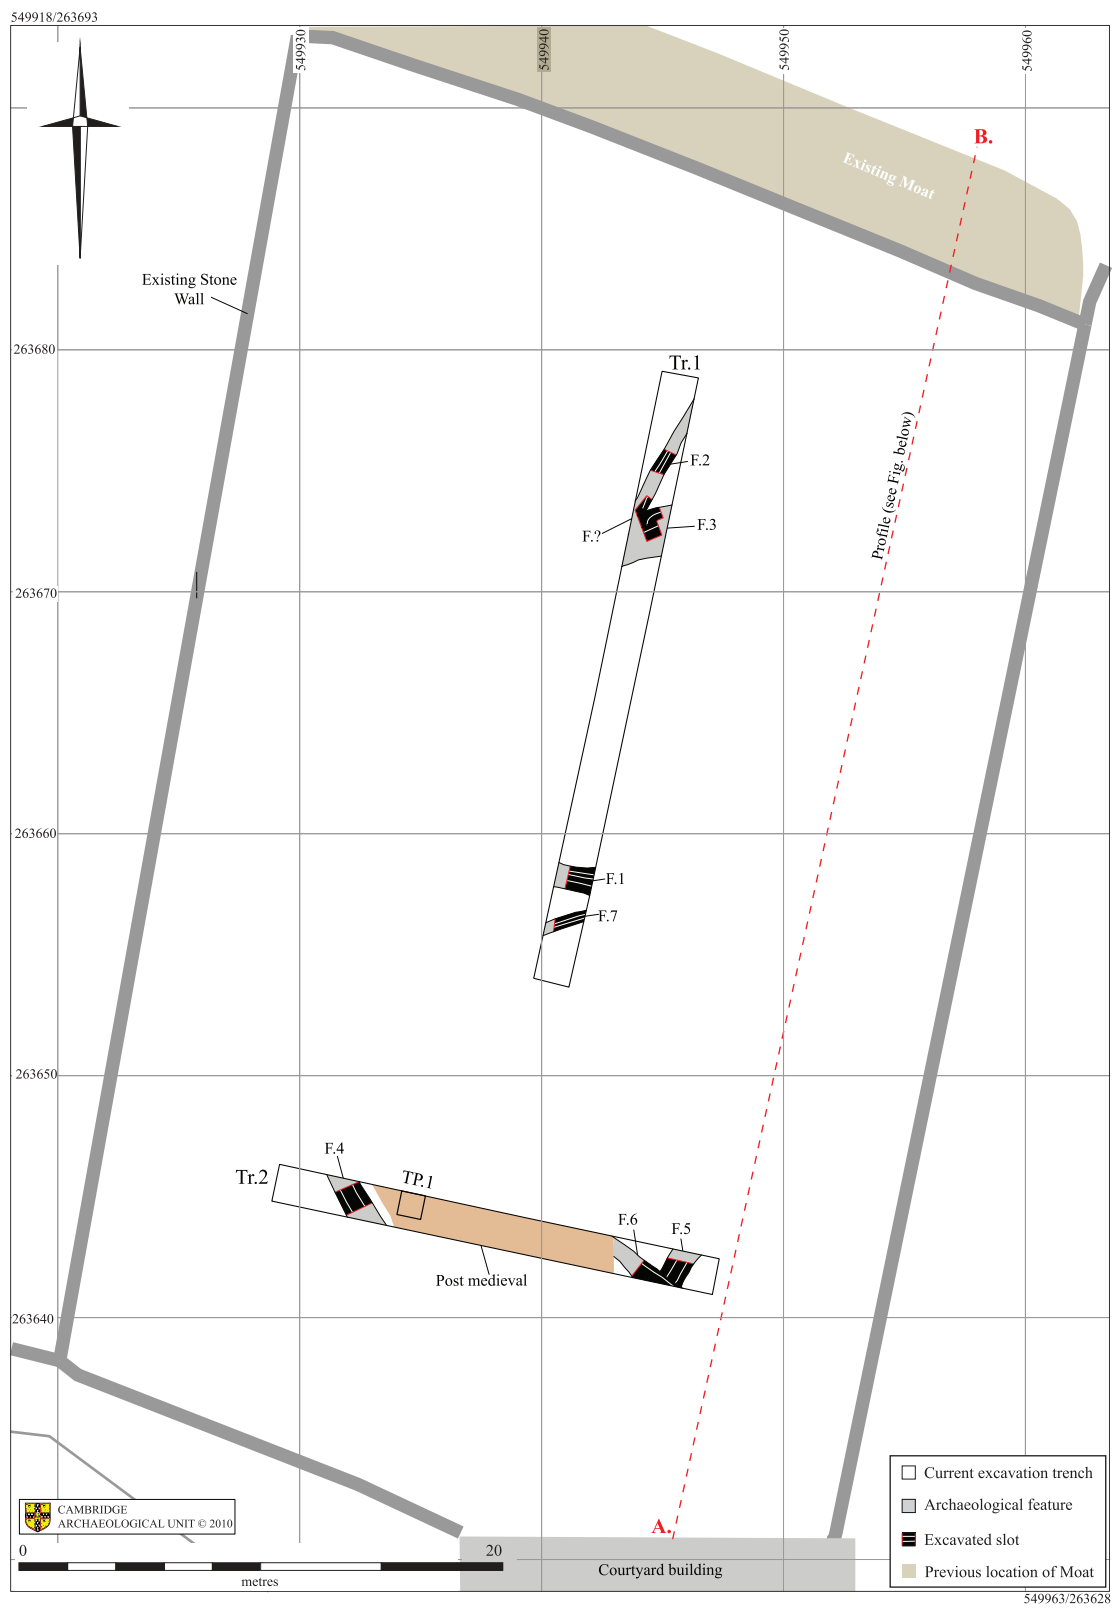 549918/263693
549930
549940
549950
549960
B.
Existing Moat
Existing Stone
Wall
263680
Tr.1
F.2
F.?
F.3
Profile (see Fig. below)
263670
263660
F.1
F.7
263650
F.4
Tr.2
TP.1
F.6
F.5
Post medieval
263640
Current excavation trench
Archaeological feature
Excavated slot
Previous location of Moat
CAMBRIDGE
ARCHAEOLOGICAL UNIT © 2010
A.
0
20
metres
Courtyard building
549963/263628